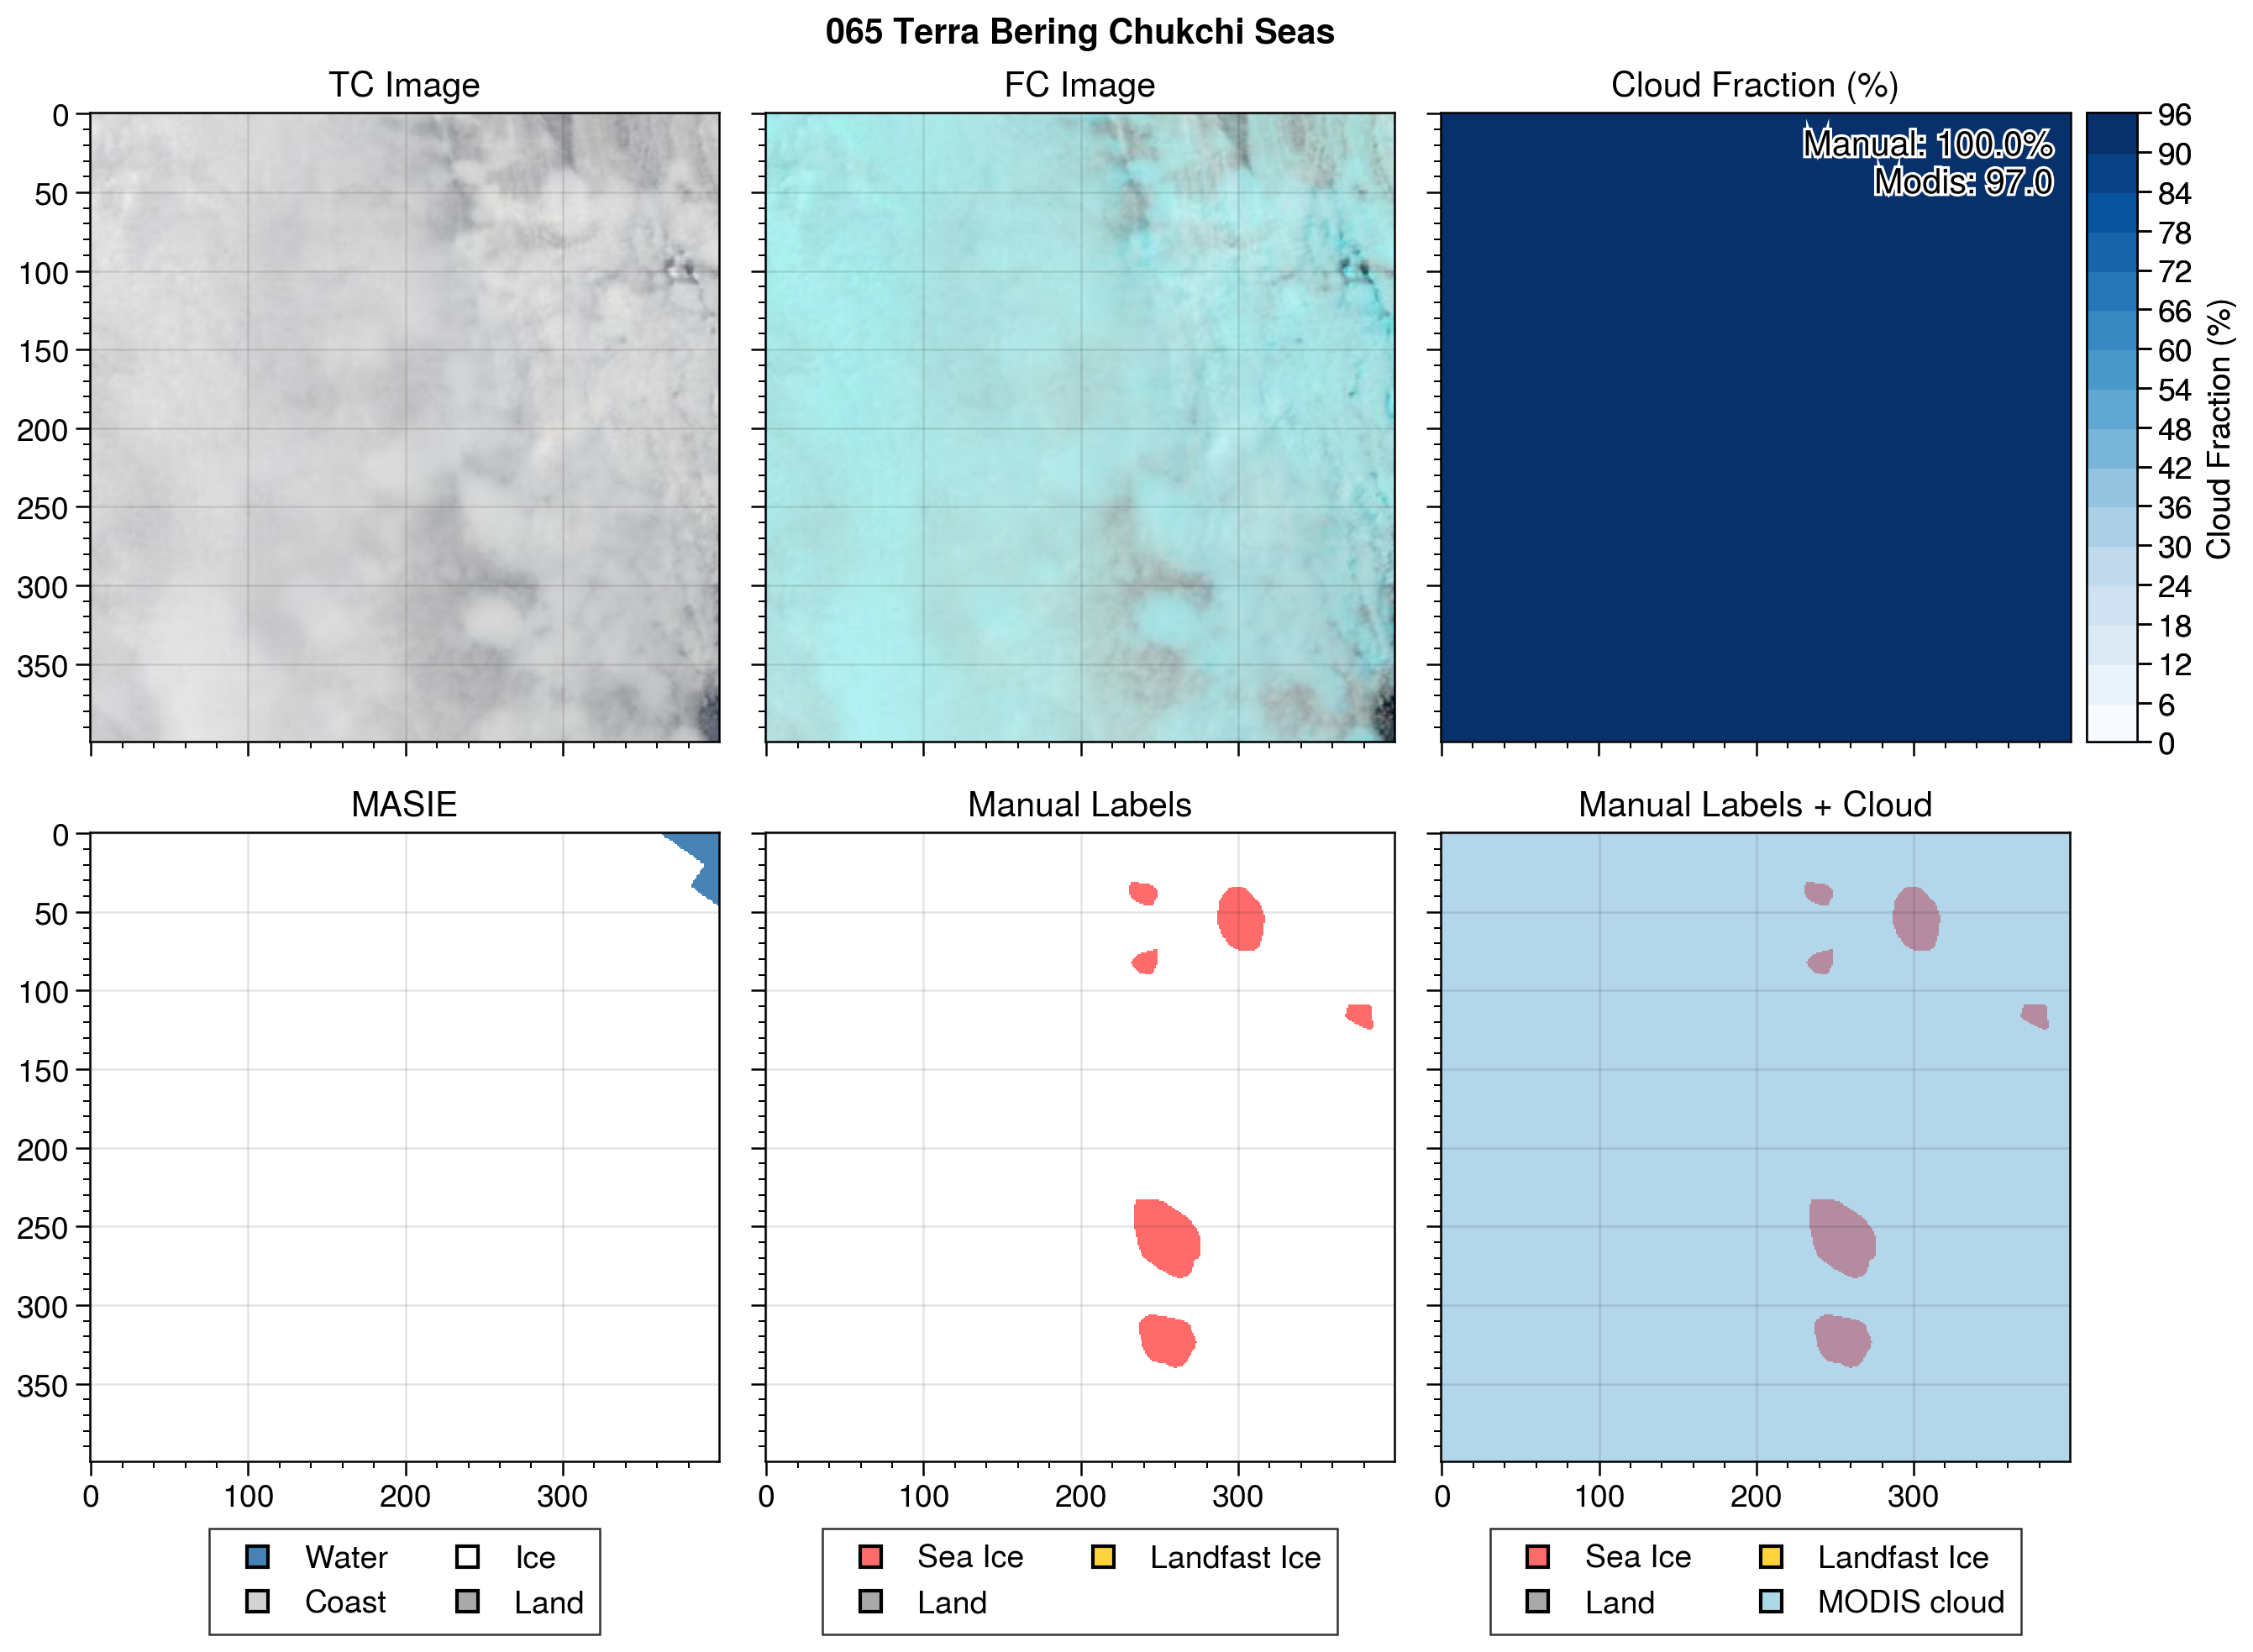 065 Terra Bering Chukchi Seas
TC Image
FC Image
Cloud Fraction (%)
0
50
100
150
200
250
300
350
Manual: 100.0%
Modis: 97.0
96
90
84
78
72
66
60
54
48
42
36
30
24
18
12
6
0
Cloud Fraction (%)
MASIE
Manual Labels
Manual Labels + Cloud
0
50
100
150
200
250
300
350
0 100 200 300
0 100 200 300
0 100 200 300
Water Ice
Coast Land
Sea Ice Landfast Ice
Land
Sea Ice Landfast Ice
Land MODIS cloud